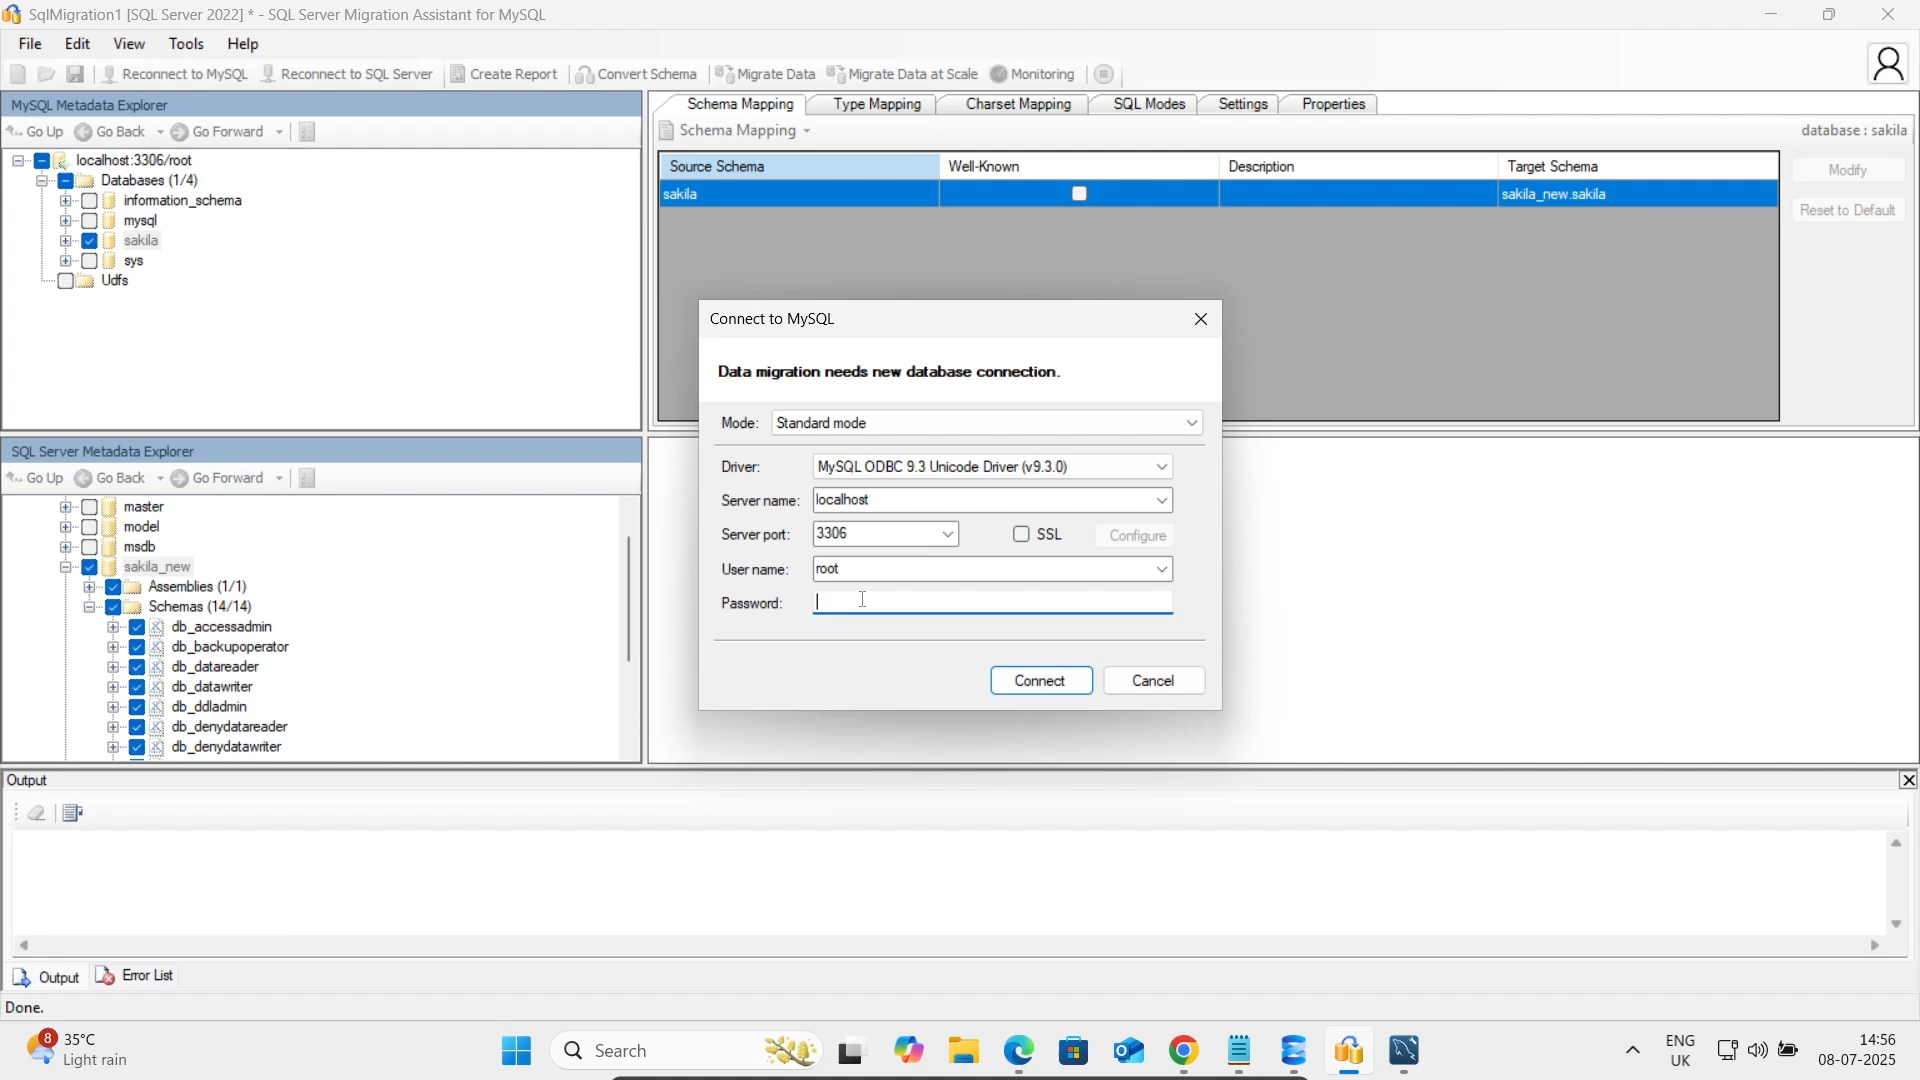 SqlMigration1 [SQL Server 2022] * - SQL Server Migration Assistant for MySQL
File Edit View Tools Help
Reconnect to MySQL Reconnect to SQL Server Create Report Convert Schema Migrate Data Migrate Data at Scale Monitoring
MySQL Metadata Explorer
Go Up Go Back Go Forward
localhost:3306/root
Databases (1/4)
information_schema
mysql
sakila
sys
Udfs
Schema Mapping Type Mapping Charset Mapping SQL Modes Settings Properties
Schema Mapping database : sakila
Source Schema Well-Known Description Target Schema
sakila sakila_new.sakila
Modify
Reset to Default
Connect to MySQL
Data migration needs new database connection.
Mode: Standard mode
Driver: MySQL ODBC 9.3 Unicode Driver (v9.3.0)
Server name: localhost
Server port: 3306 SSL Configure
User name: root
Password:
Connect Cancel
SQL Server Metadata Explorer
Go Up Go Back Go Forward
master
model
msdb
sakila_new
Assemblies (1/1)
Schemas (14/14)
db_accessadmin
db_backupoperator
db_datareader
db_datawriter
db_ddladmin
db_denydatareader
db_denydatawriter
Output
Output Error List
Done.
8 35°C
Light rain
Search
ENG
UK
14:56
08-07-2025